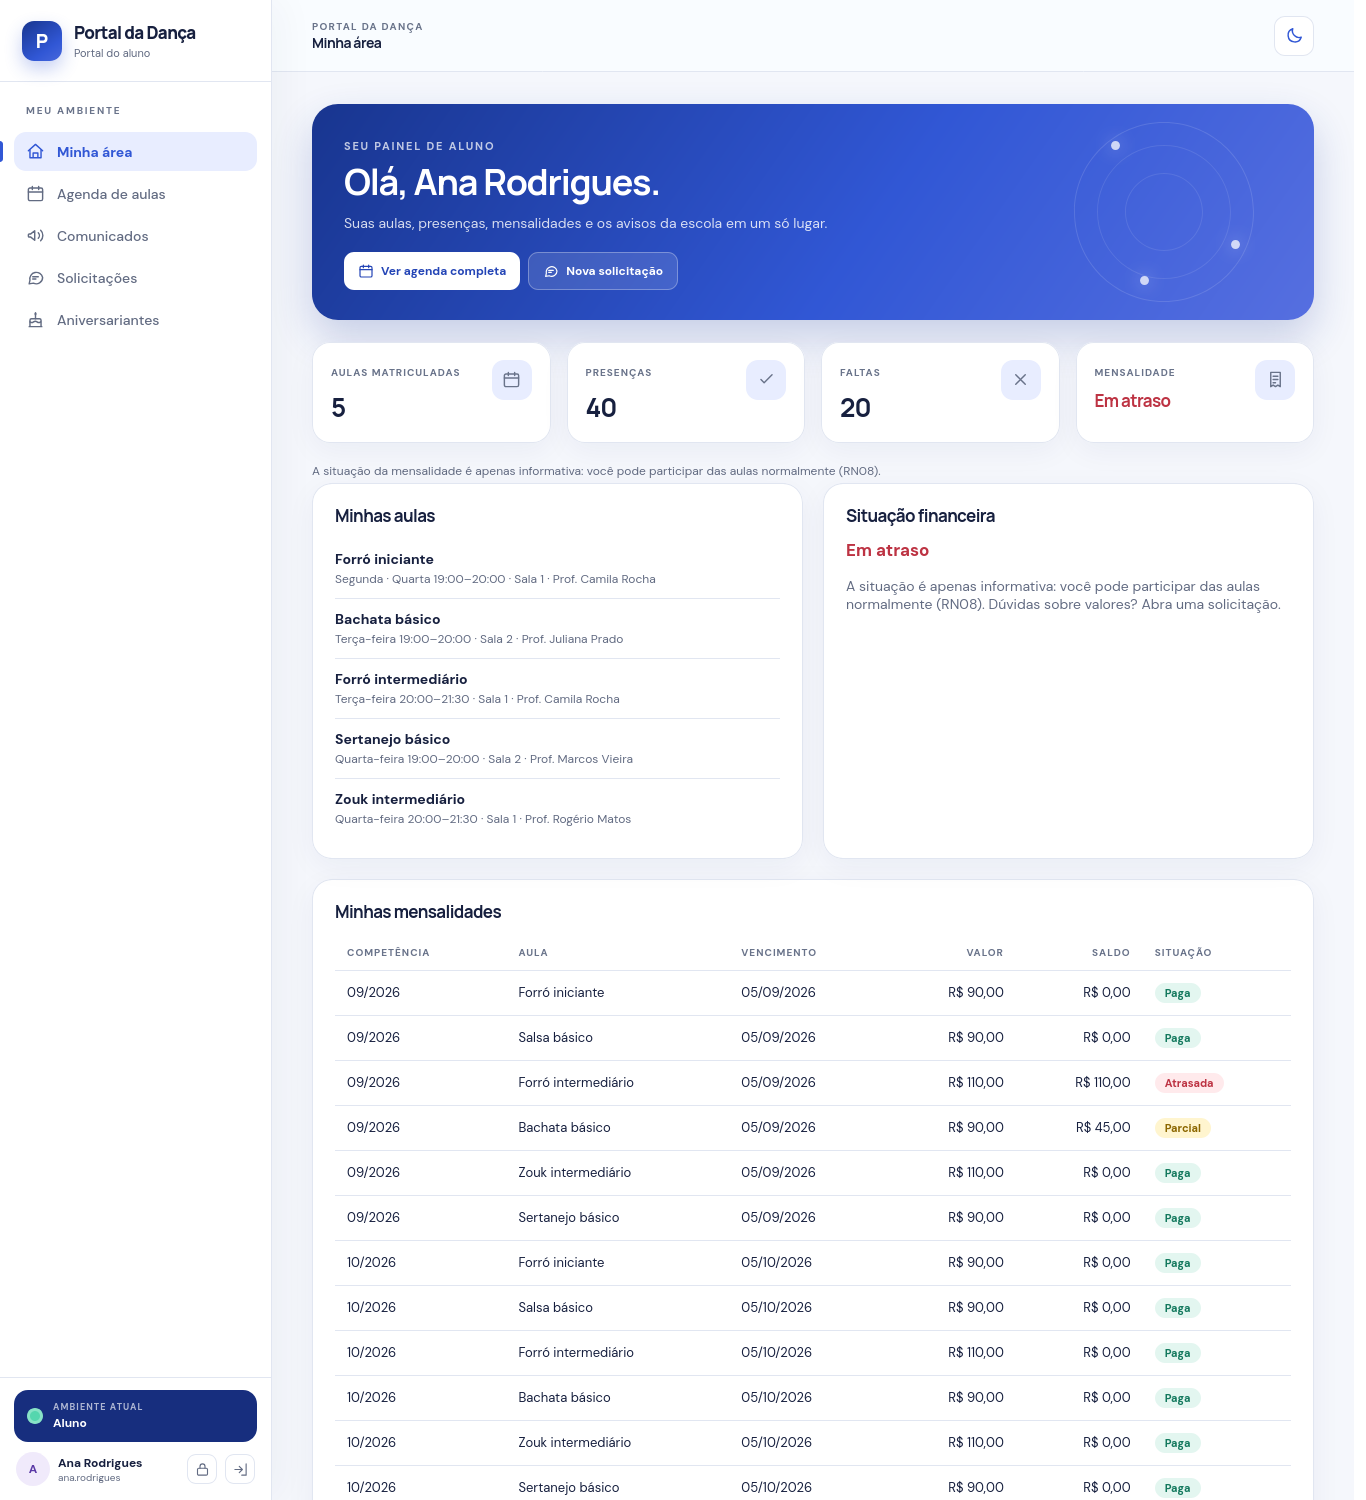 P
Portal da Dança
Portal do aluno
MEU AMBIENTE
Minha área
Agenda de aulas
Comunicados
Solicitações
Aniversariantes
AMBIENTE ATUAL
Aluno
A
Ana Rodrigues
ana.rodrigues
PORTAL DA DANÇA
Minha área
SEU PAINEL DE ALUNO
Olá, Ana Rodrigues.
Suas aulas, presenças, mensalidades e os avisos da escola em um só lugar.
Ver agenda completa
Nova solicitação
AULAS MATRICULADAS
5
PRESENÇAS
40
FALTAS
20
MENSALIDADE
Em atraso
A situação da mensalidade é apenas informativa: você pode participar das aulas normalmente (RN08).
Minhas aulas
Forró iniciante
Segunda · Quarta 19:00–20:00 · Sala 1 · Prof. Camila Rocha
Bachata básico
Terça-feira 19:00–20:00 · Sala 2 · Prof. Juliana Prado
Forró intermediário
Terça-feira 20:00–21:30 · Sala 1 · Prof. Camila Rocha
Sertanejo básico
Quarta-feira 19:00–20:00 · Sala 2 · Prof. Marcos Vieira
Zouk intermediário
Quarta-feira 20:00–21:30 · Sala 1 · Prof. Rogério Matos
Situação financeira
Em atraso
A situação é apenas informativa: você pode participar das aulas
normalmente (RN08). Dúvidas sobre valores? Abra uma solicitação.
Minhas mensalidades
COMPETÊNCIA AULA VENCIMENTO VALOR SALDO SITUAÇÃO
09/2026 Forró iniciante 05/09/2026 R$ 90,00 R$ 0,00 Paga
09/2026 Salsa básico 05/09/2026 R$ 90,00 R$ 0,00 Paga
09/2026 Forró intermediário 05/09/2026 R$ 110,00 R$ 110,00 Atrasada
09/2026 Bachata básico 05/09/2026 R$ 90,00 R$ 45,00 Parcial
09/2026 Zouk intermediário 05/09/2026 R$ 110,00 R$ 0,00 Paga
09/2026 Sertanejo básico 05/09/2026 R$ 90,00 R$ 0,00 Paga
10/2026 Forró iniciante 05/10/2026 R$ 90,00 R$ 0,00 Paga
10/2026 Salsa básico 05/10/2026 R$ 90,00 R$ 0,00 Paga
10/2026 Forró intermediário 05/10/2026 R$ 110,00 R$ 0,00 Paga
10/2026 Bachata básico 05/10/2026 R$ 90,00 R$ 0,00 Paga
10/2026 Zouk intermediário 05/10/2026 R$ 110,00 R$ 0,00 Paga
10/2026 Sertanejo básico 05/10/2026 R$ 90,00 R$ 0,00 Paga